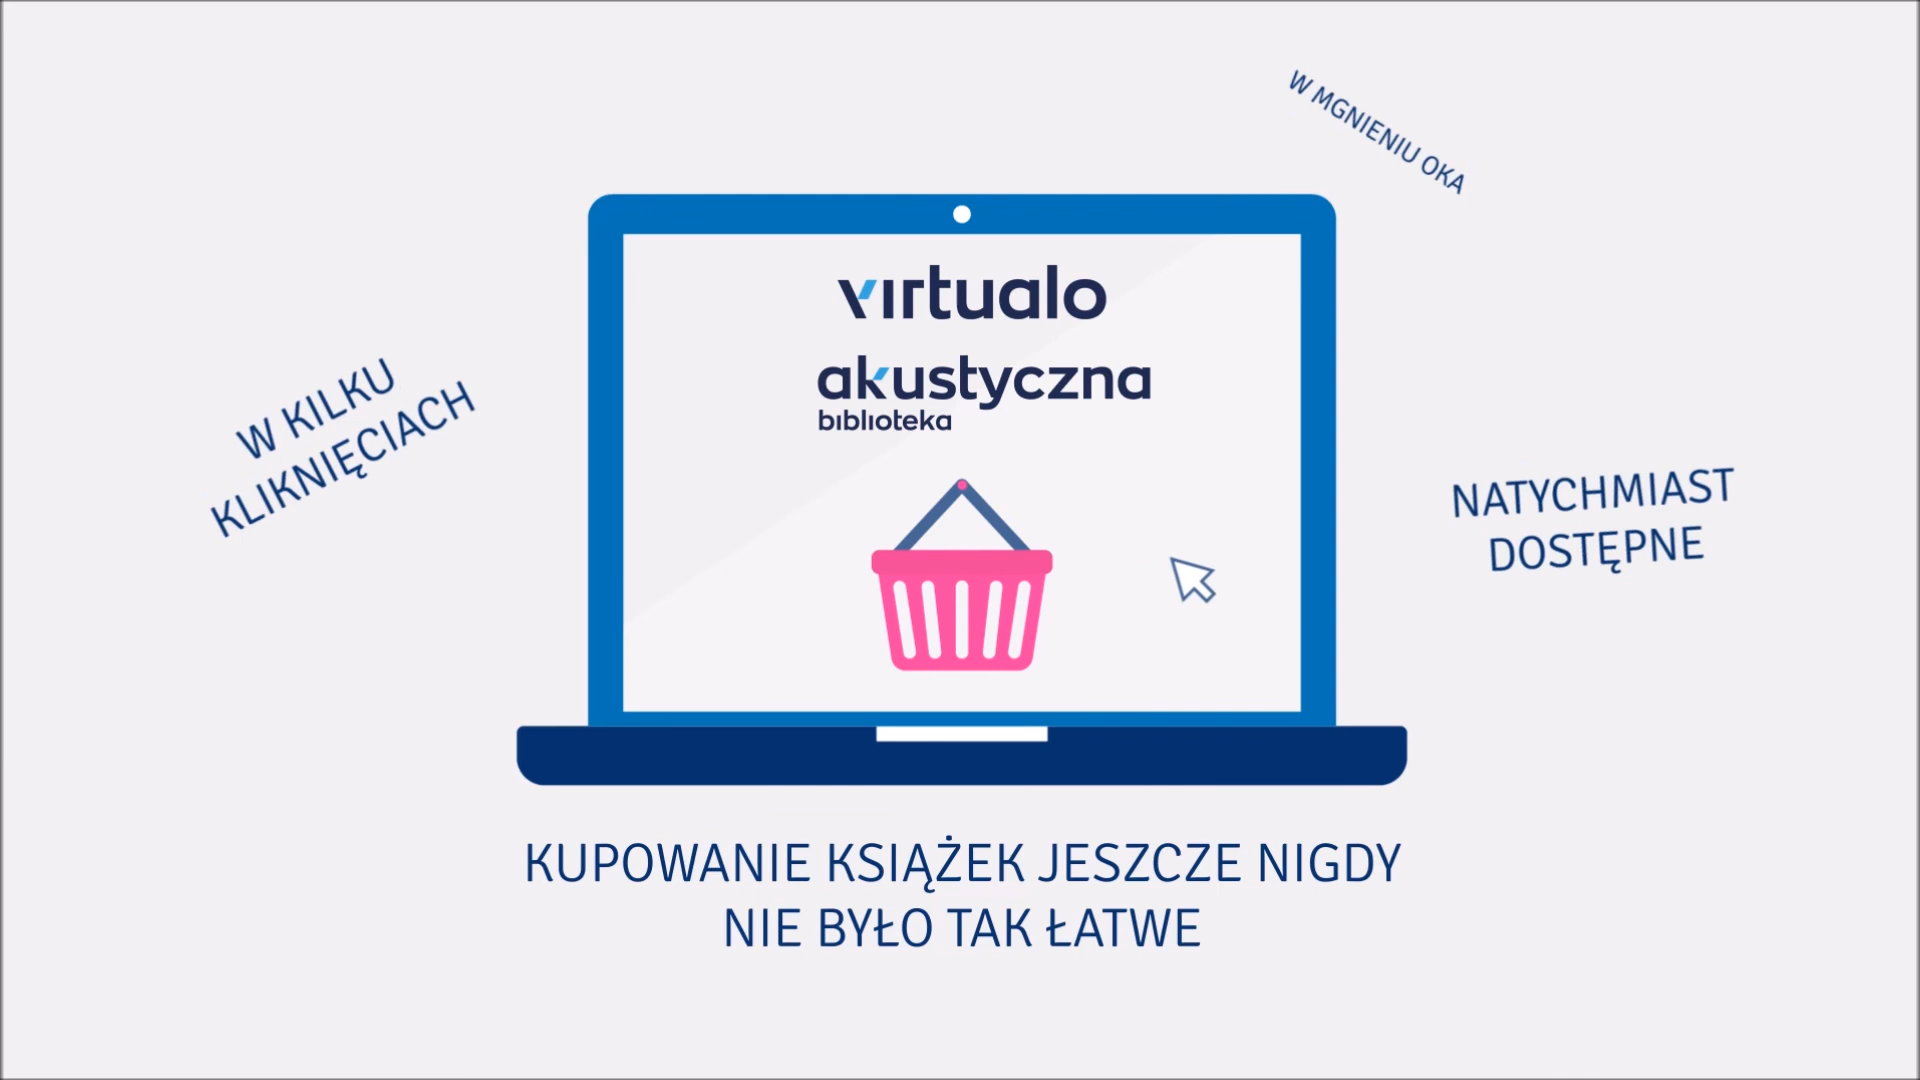 W MGNIENIU OKA
virtualo
akustyczna
biblioteka
W KILKU
KLIKNIĘCIACH
NATYCHMIAST
DOSTĘPNE
KUPOWANIE KSIĄŻEK JESZCZE NIGDY
NIE BYŁO TAK ŁATWE